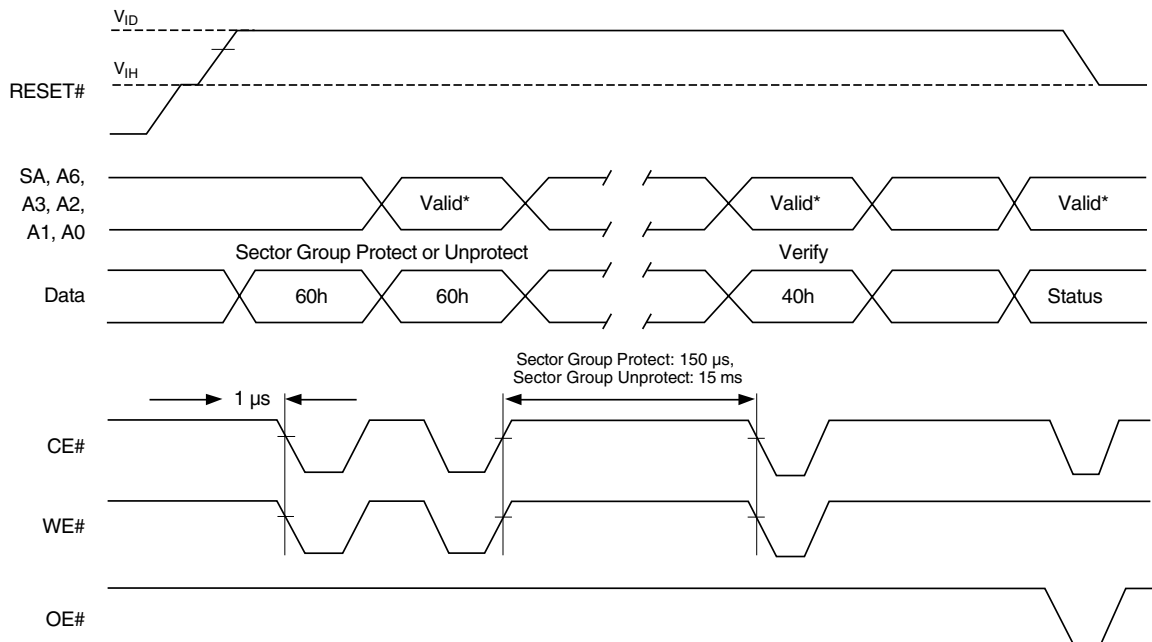 VID
VIH
RESET#
SA, A6,
A3, A2,
A1, A0
Valid*
Valid*
Valid*
Sector Group Protect or Unprotect
Verify
Data
60h
60h
40h
Status
Sector Group Protect: 150 µs,
Sector Group Unprotect: 15 ms
1 µs
CE#
WE#
OE#